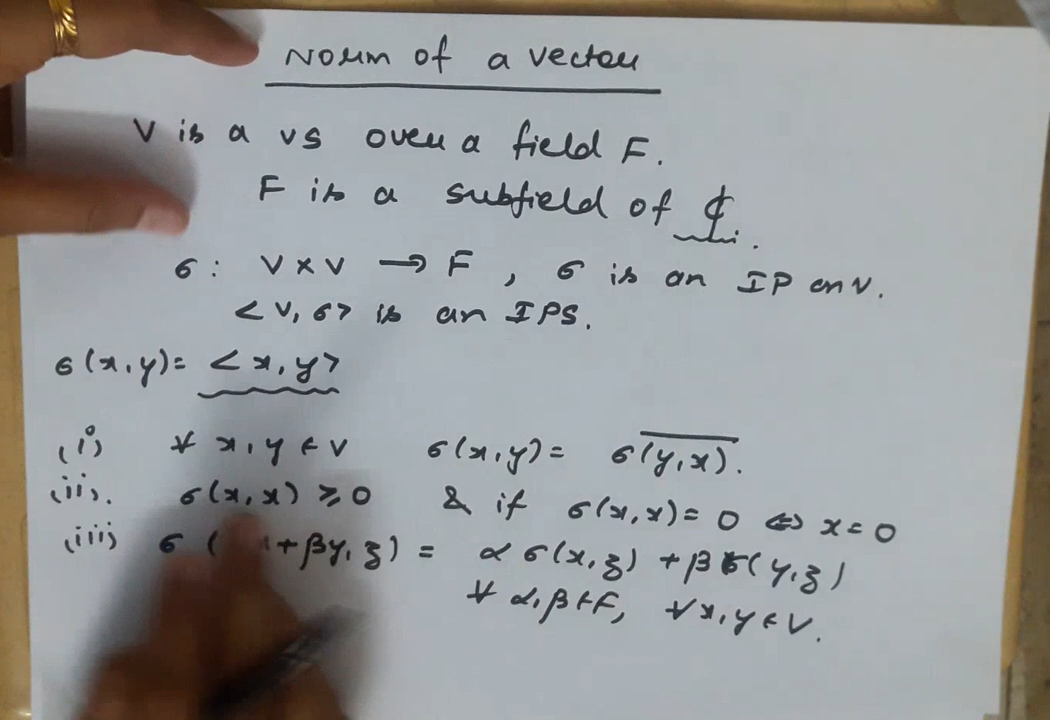 Norm of a vector
V is a vs over a field F.
F is a subfield of ₵.
σ: V x V → F, σ is an IP on V.
<V, σ> is an IPS.
σ(x,y) = <x,y>
(i) ∀ x,y ∈ V σ(x,y) = \overline{σ(y,x)}.
(ii). σ(x,x) ≥ 0 & if σ(x,x) = 0 ⇔ x = 0
(iii) σ( +βy,z) = α σ(x,z) + β σ(y,z)
∀ α,β ∈ F, ∀ x,y ∈ V.